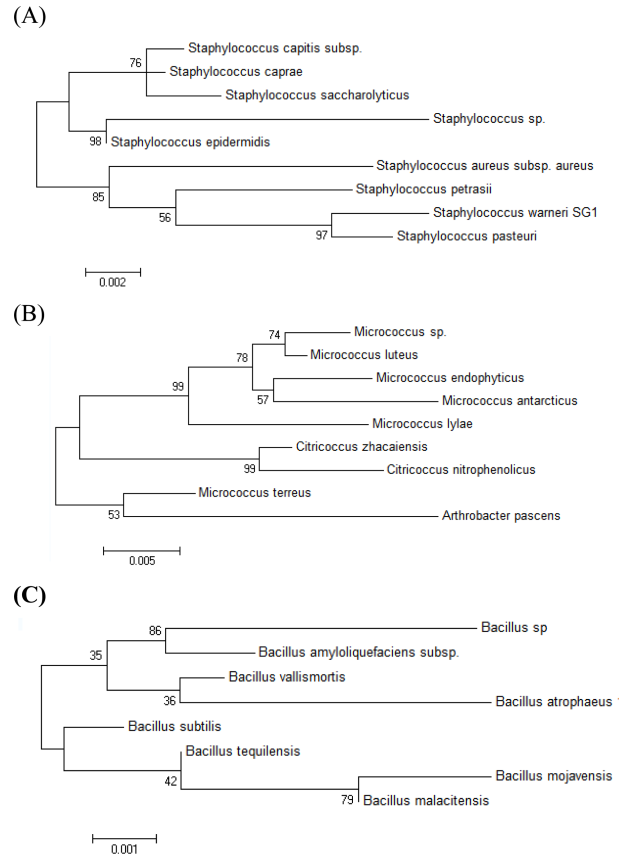 (A)
Staphylococcus capitis subsp.
76
Staphylococcus caprae
Staphylococcus saccharolyticus
Staphylococcus sp.
98
Staphylococcus epidermidis
Staphylococcus aureus subsp. aureus
85
Staphylococcus petrasii
56
Staphylococcus warneri SG1
97
Staphylococcus pasteuri
0.002
(B)
74
Micrococcus sp.
78
Micrococcus luteus
99
Micrococcus endophyticus
57
Micrococcus antarcticus
Micrococcus lylae
Citricoccus zhacaiensis
99
Citricoccus nitrophenolicus
Micrococcus terreus
53
Arthrobacter pascens
0.005
(C)
86
Bacillus sp
35
Bacillus amyloliquefaciens subsp.
Bacillus vallismortis
36
Bacillus atrophaeus
Bacillus subtilis
Bacillus tequilensis
42
Bacillus mojavensis
79
Bacillus malacitensis
0.001